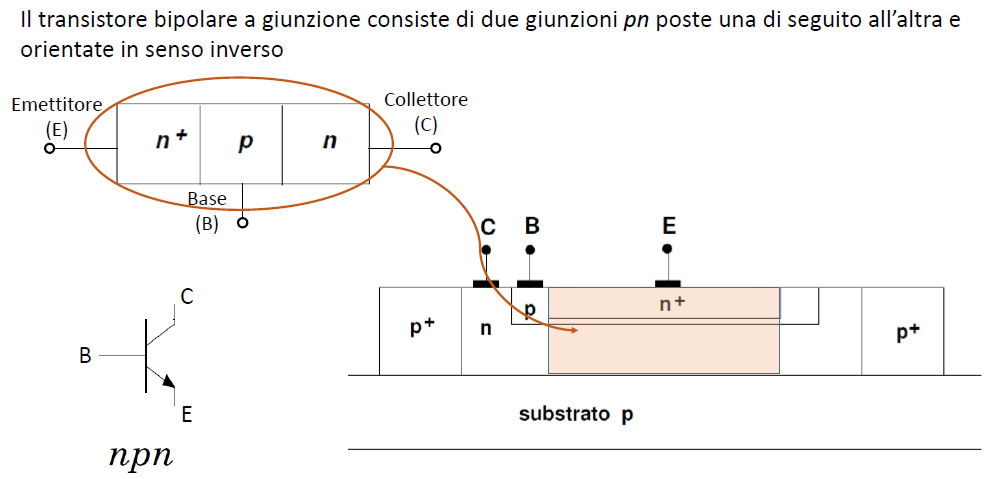 Il transistore bipolare a giunzione consiste di due giunzioni pn poste una di seguito all’altra e
orientate in senso inverso
Emettitore
(E)
n+
p
n
Collettore
(C)
Base
(B)
C
B
E
npn
C
B
E
p+
n
p
n+
p+
substrato p